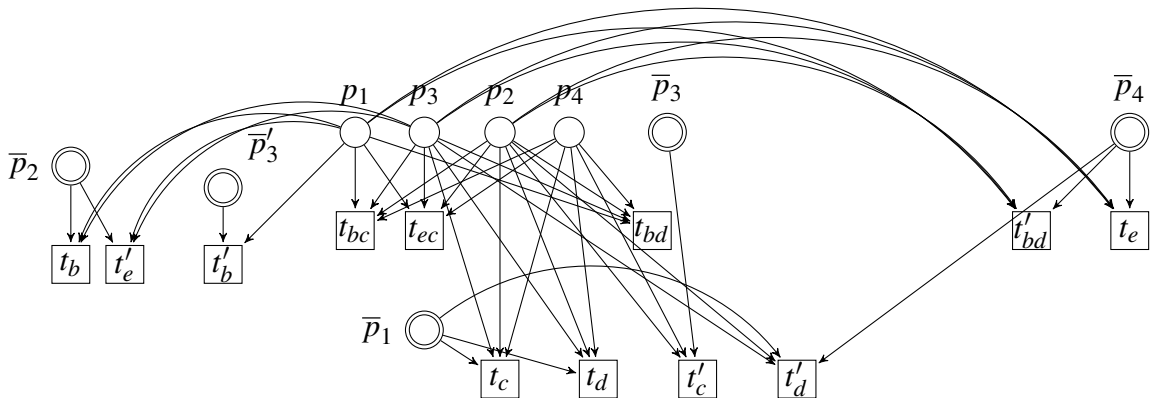 p₁ p₃ p₂ p₄ p̅₃ p̅₄
p̅₂ p̅′₃
t_b t′_e t′_b t_bc t_ec t_bd t′_bd t_e
p̅₁
t_c t_d t′_c t′_d